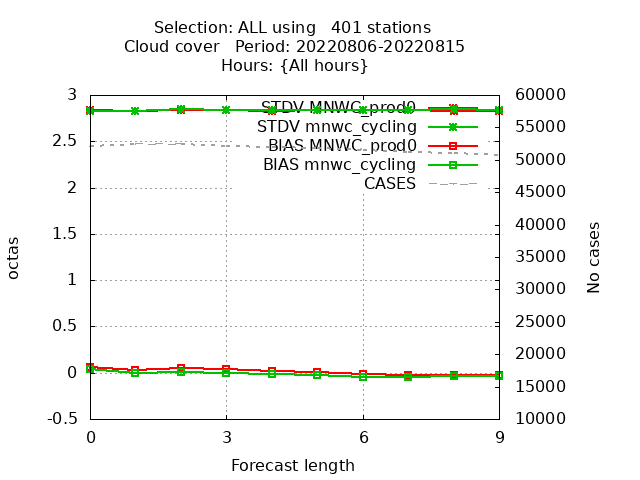 Selection: ALL using   401 stations
Cloud cover   Period: 20220806-20220815
Hours: {All hours}
3
60000
STDV MNWC_prod0
STDV mnwc_cycling
55000
2.5
BIAS MNWC_prod0
50000
BIAS mnwc_cycling
2
CASES
45000
1.5
40000
octas
No cases
35000
1
30000
0.5
25000
20000
0
15000
-0.5
10000
0 3 6 9
Forecast length